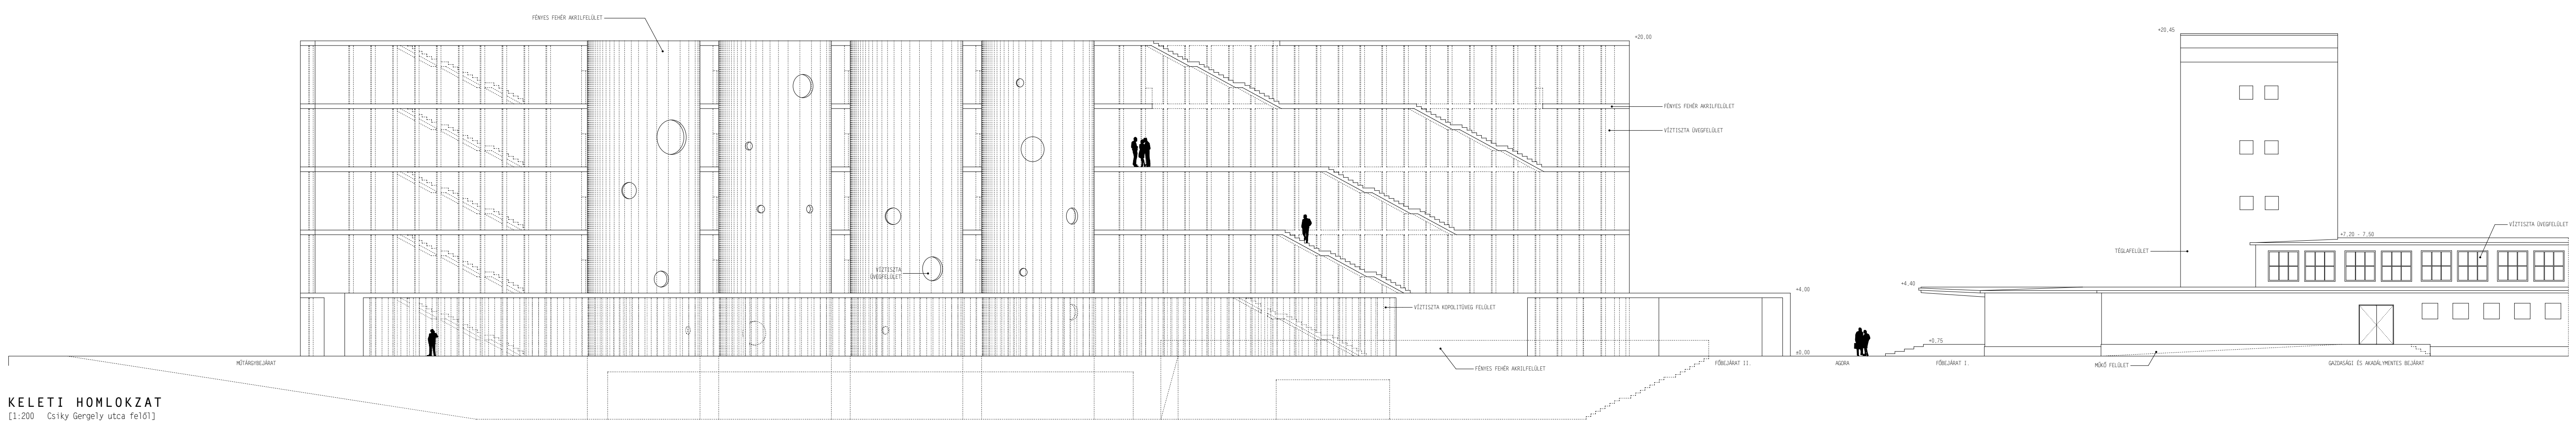 FÉNYES FEHÉR AKRILFELÜLET
+20,00
+20,45
FÉNYES FEHÉR AKRILFELÜLET
VÍZTISZTA ÜVEGFELÜLET
VÍZTISZTA ÜVEGFELÜLET
+7,20 - 7,50
TÉGLAFELÜLET
VÍZTISZTA
ÜVEGFELÜLET
+4,40
+4,00
VÍZTISZTA KOPOLITÜVEG FELÜLET
+0,75
±0,00
MŰTÁRGYBEJÁRAT
FÉNYES FEHÉR AKRILFELÜLET
FŐBEJÁRAT II.
AGORA
FŐBEJÁRAT I.
MŰKŐ FELÜLET
GAZDASÁGI ÉS AKADÁLYMENTES BEJÁRAT
KELETI HOMLOKZAT
[1:200 Csiky Gergely utca felől]